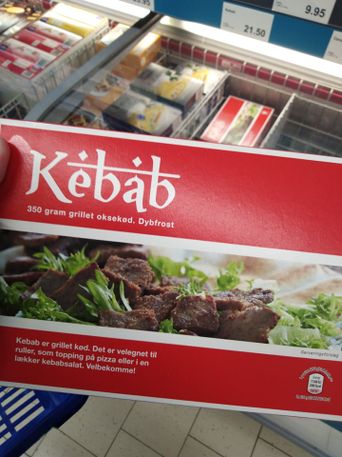 9.95
Kebab
21.50
Kebab
350 gram grillet oksekød. Dybfrost
Kebab er grillet kød. Det er velegnet til
ruller, som topping på pizza eller i en
lækker kebabsalat. Velbekomme!
Serveringsforslag